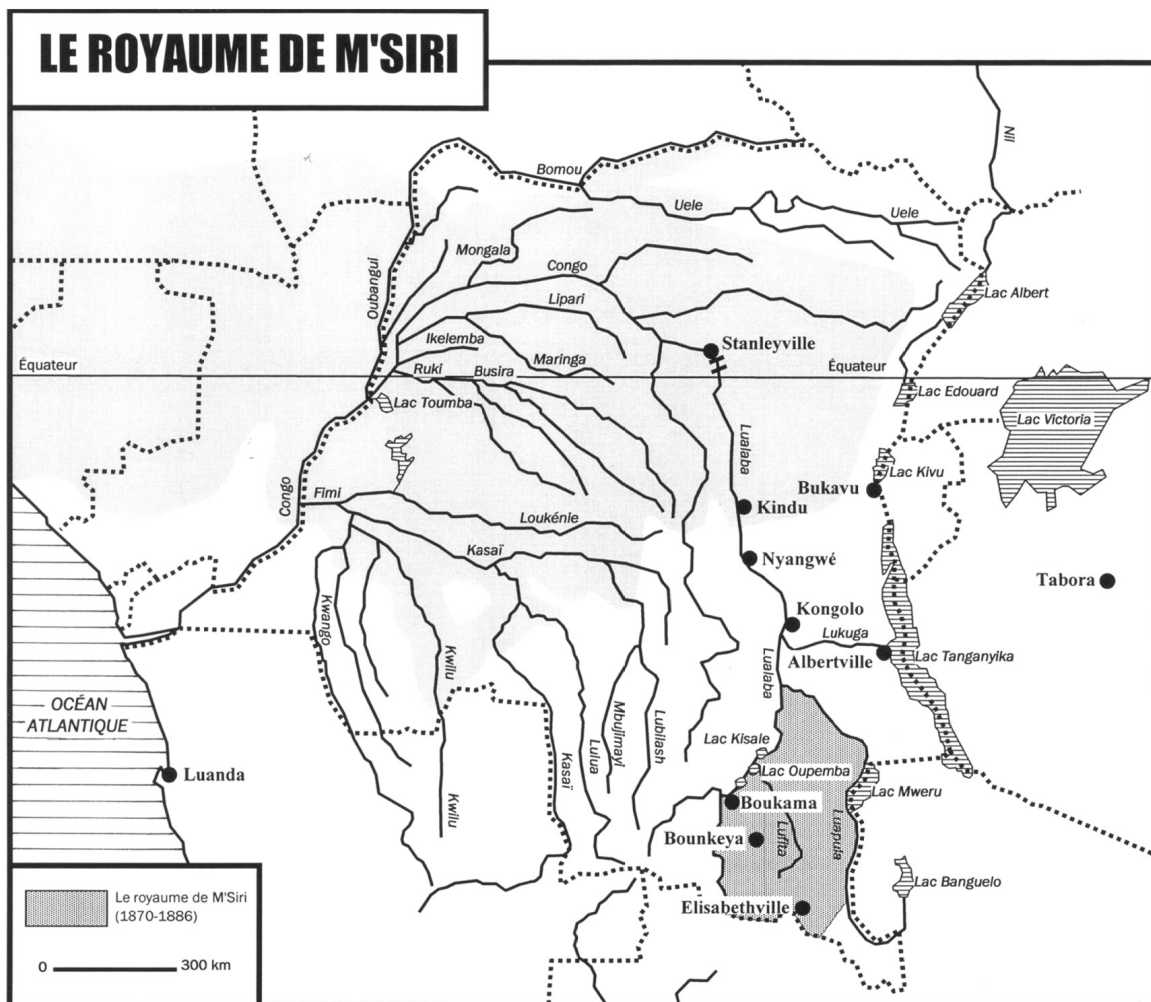 LE ROYAUME DE M'SIRI
Nil
Bomou
Uele
Uele
Mongala
Oubangui
Congo
Lac Albert
Lipari
Ikelemba
Stanleyville
Équateur
Maringa
Équateur
Ruki
Busira
Lac Edouard
Lac Toumba
Lac Victoria
Lualaba
Lac Kivu
Bukavu
Congo
Fimi
Kindu
Loukénie
Kasaï
Nyangwé
Tabora
Kwango
Kongolo
Lukuga
Kwilu
Albertville
Lac Tanganyika
Lualaba
OCÉAN
ATLANTIQUE
Mbujimayi
Lubilash
Lac Kisale
Kasaï
Lulua
Luanda
Lac Oupemba
Lac Mweru
Boukama
Kwilu
Bounkeya
Lufita
Luapula
Lac Banguelo
Elisabethville
Le royaume de M'Siri
(1870-1886)
0 300 km